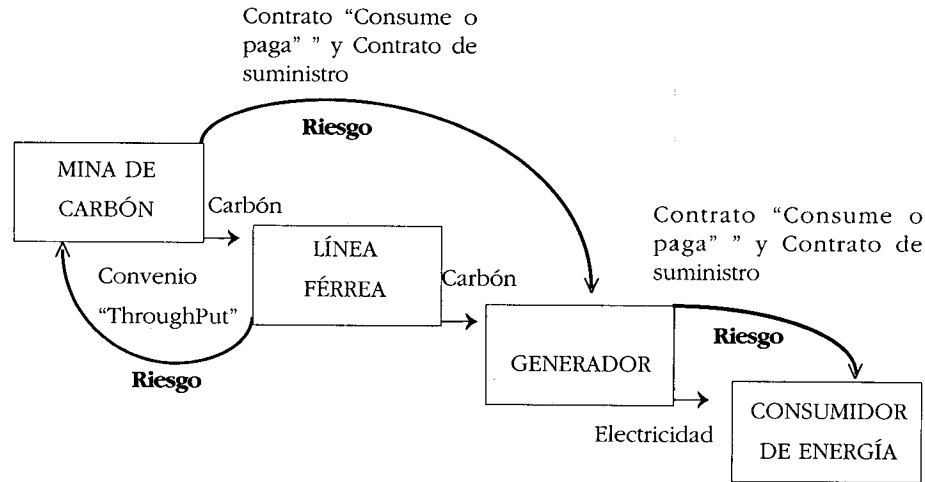 Contrato “Consume o
paga” ” y Contrato de
suministro
Riesgo
MINA DE
CARBÓN
Carbón
Contrato “Consume o
paga” ” y Contrato de
suministro
LÍNEA
FÉRREA
Convenio
“ThroughPut”
Carbón
Riesgo
Riesgo
GENERADOR
CONSUMIDOR
DE ENERGÍA
Electricidad